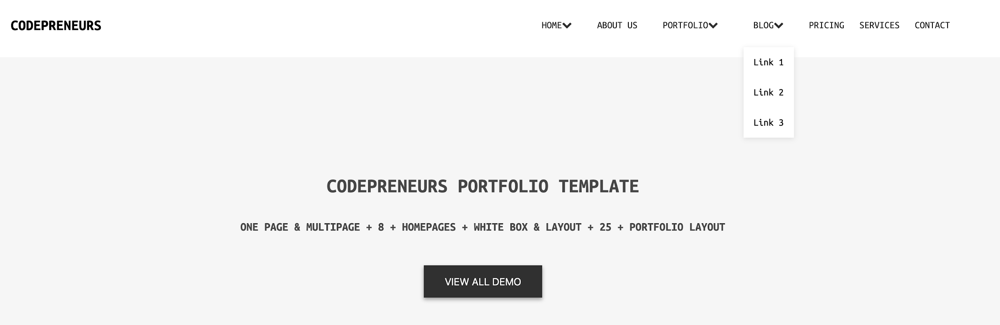 CODEPRENEURS
HOME ABOUT US PORTFOLIO BLOG PRICING SERVICES CONTACT
Link 1
Link 2
Link 3
CODEPRENEURS PORTFOLIO TEMPLATE
ONE PAGE & MULTIPAGE + 8 + HOMEPAGES + WHITE BOX & LAYOUT + 25 + PORTFOLIO LAYOUT
VIEW ALL DEMO